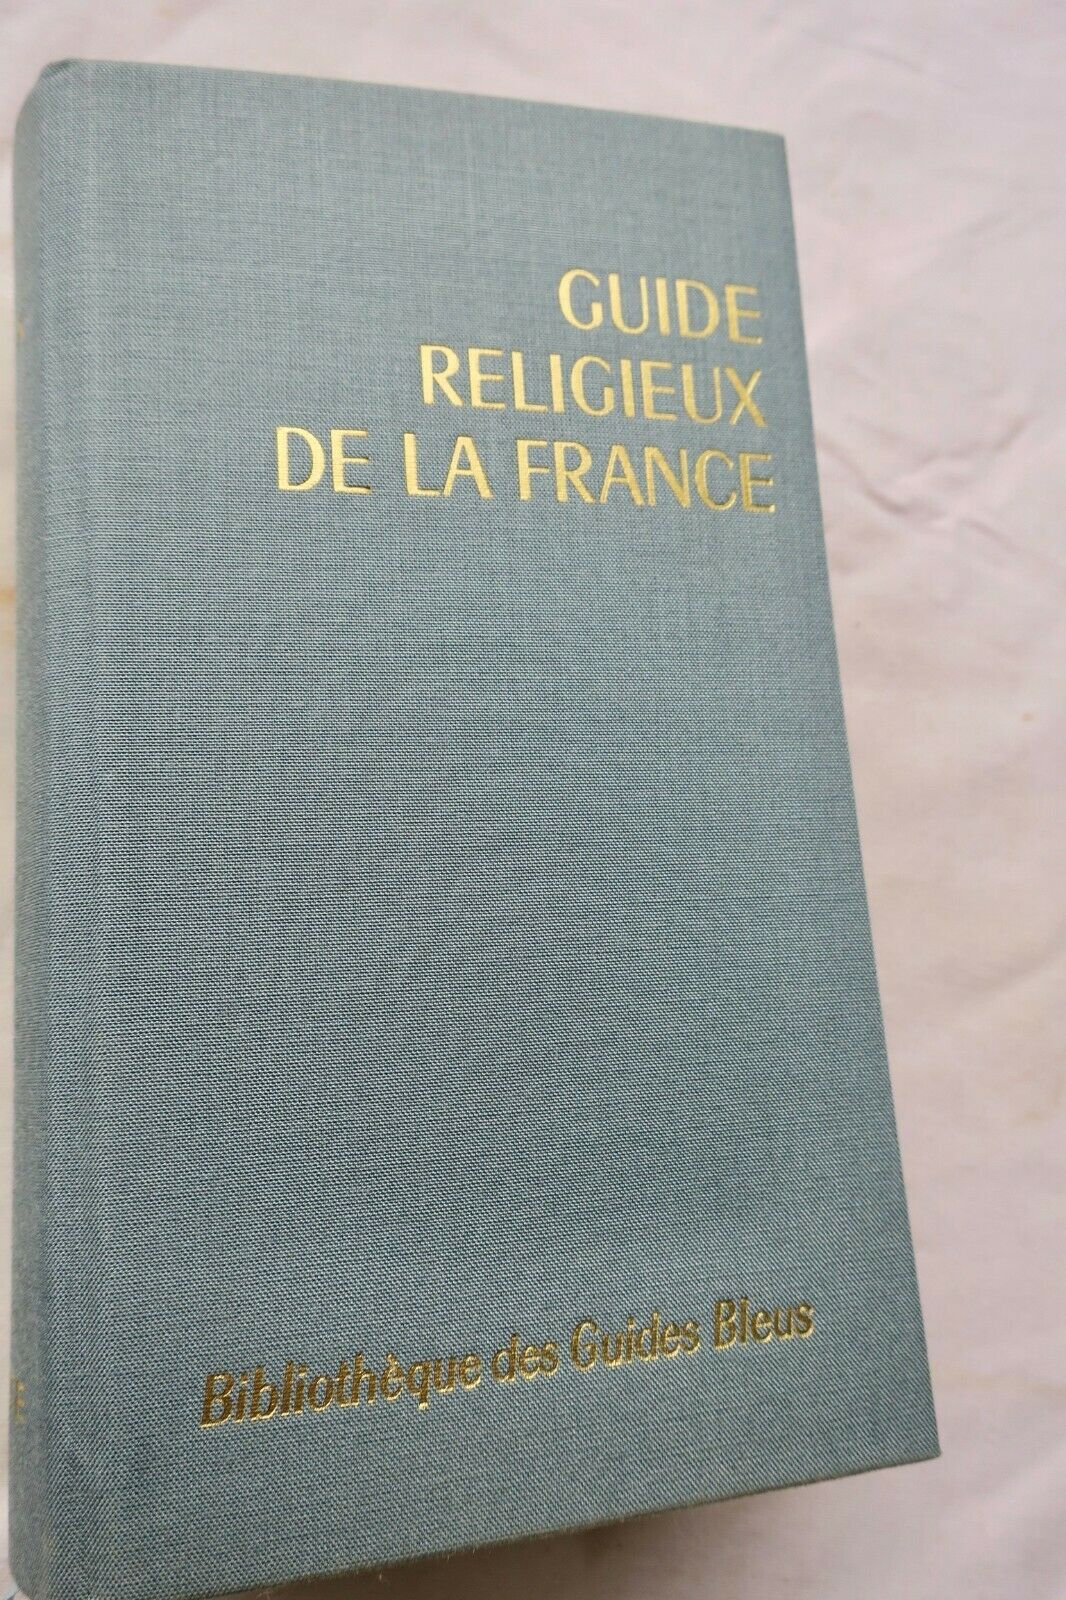 GUIDE
RELIGIEUX
DE LA FRANCE
Bibliothèque des Guides Bleus